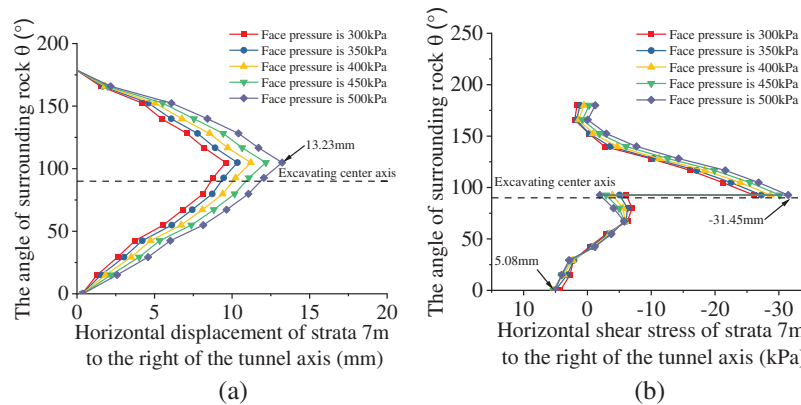 Face pressure is 300kPa
Face pressure is 350kPa
Face pressure is 400kPa
Face pressure is 450kPa
Face pressure is 500kPa
The angle of surrounding rock θ (°)
200
150
100
50
0
13.23mm
Excavating center axis
0 5 10 15 20
Horizontal displacement of strata 7m
to the right of the tunnel axis (mm)
(a)
Face pressure is 300kPa
Face pressure is 350kPa
Face pressure is 400kPa
Face pressure is 450kPa
Face pressure is 500kPa
The angle of surrounding rock θ (°)
250
200
150
100
50
0
Excavating center axis
-31.45mm
5.08mm
15 0 -10 -20 -30
Horizontal shear stress of strata 7m
to the right of the tunnel axis (kPa)
(b)